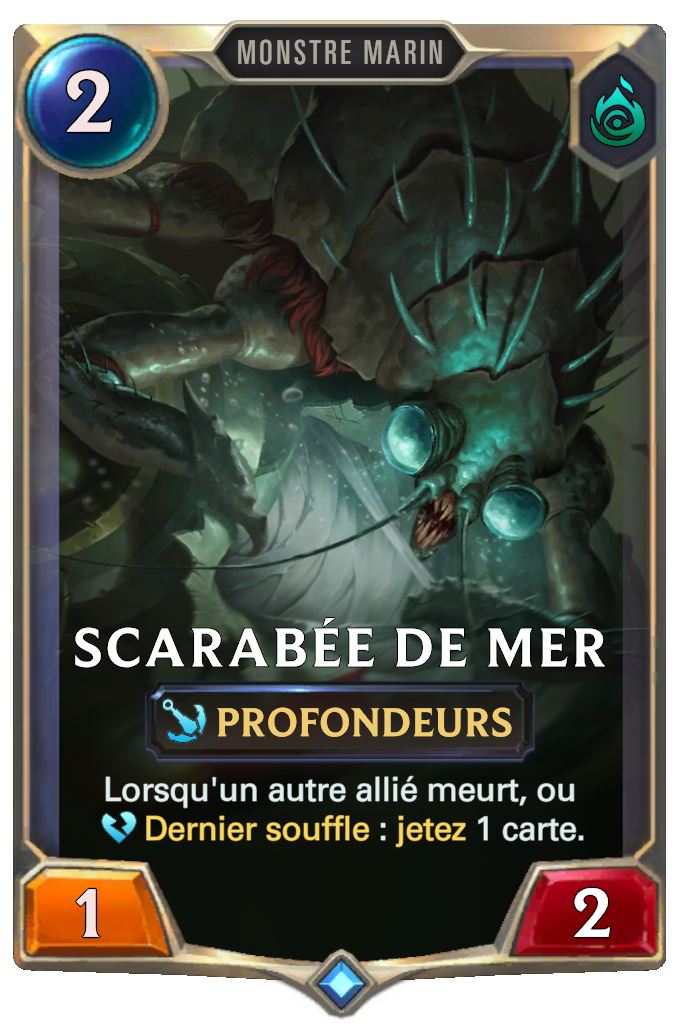 MONSTRE MARIN
2
SCARABÉE DE MER
PROFONDEURS
Lorsqu'un autre allié meurt, ou
Dernier souffle : jetez 1 carte.
1
2